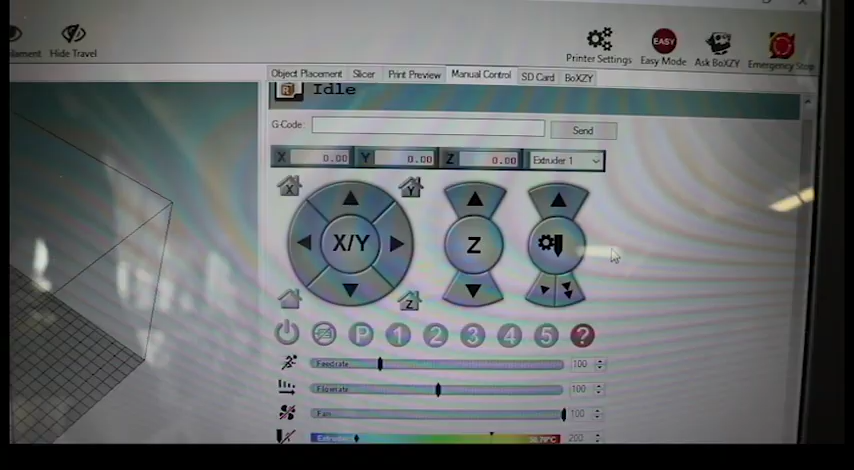 Hide Travel
Printer Settings
Easy Mode
Ask BoXZY
Emergency Stop
EASY
Object Placement
Slicer
Print Preview
Manual Control
SD Card
BoXZY
Idle
G-Code:
Send
X 0.00 Y 0.00 Z 0.00 Extruder 1
X
Y
X/Y
Z
Z
P 1 2 3 4 5 ?
Feedrate 100
Flowrate 100
Fan 100
Extruder 200